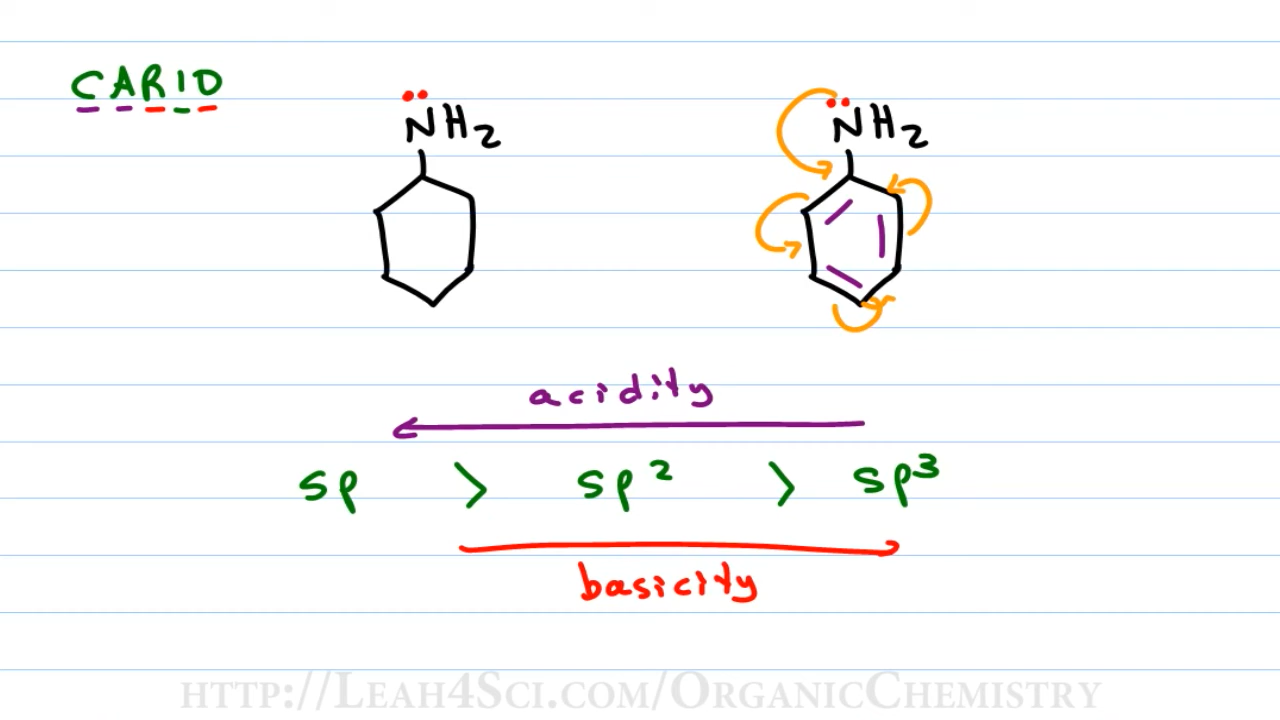 CARIO
NH2 NH2
acidity
sp > sp² > sp³
basicity
HTTP://LEAH4SCI.COM/ORGANICCHEMISTRY